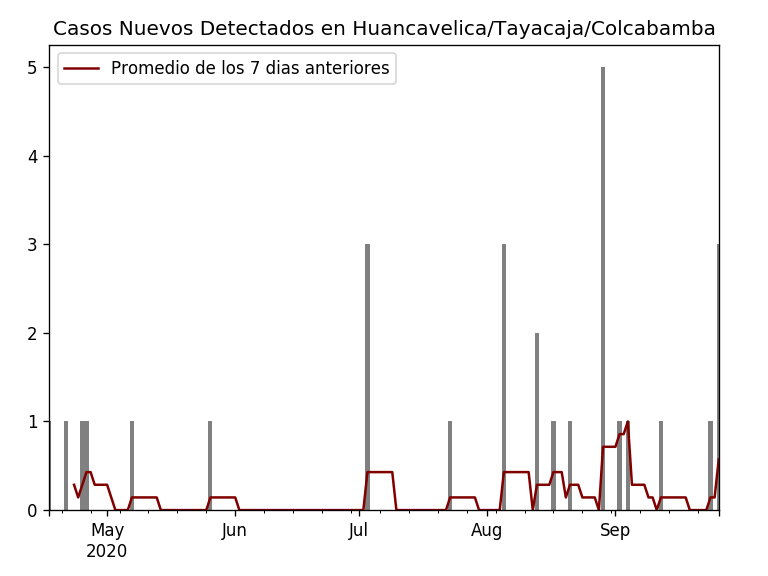 Casos Nuevos Detectados en Huancavelica/Tayacaja/Colcabamba
Promedio de los 7 dias anteriores
5
4
3
2
1
0
May Jun Jul Aug Sep
2020